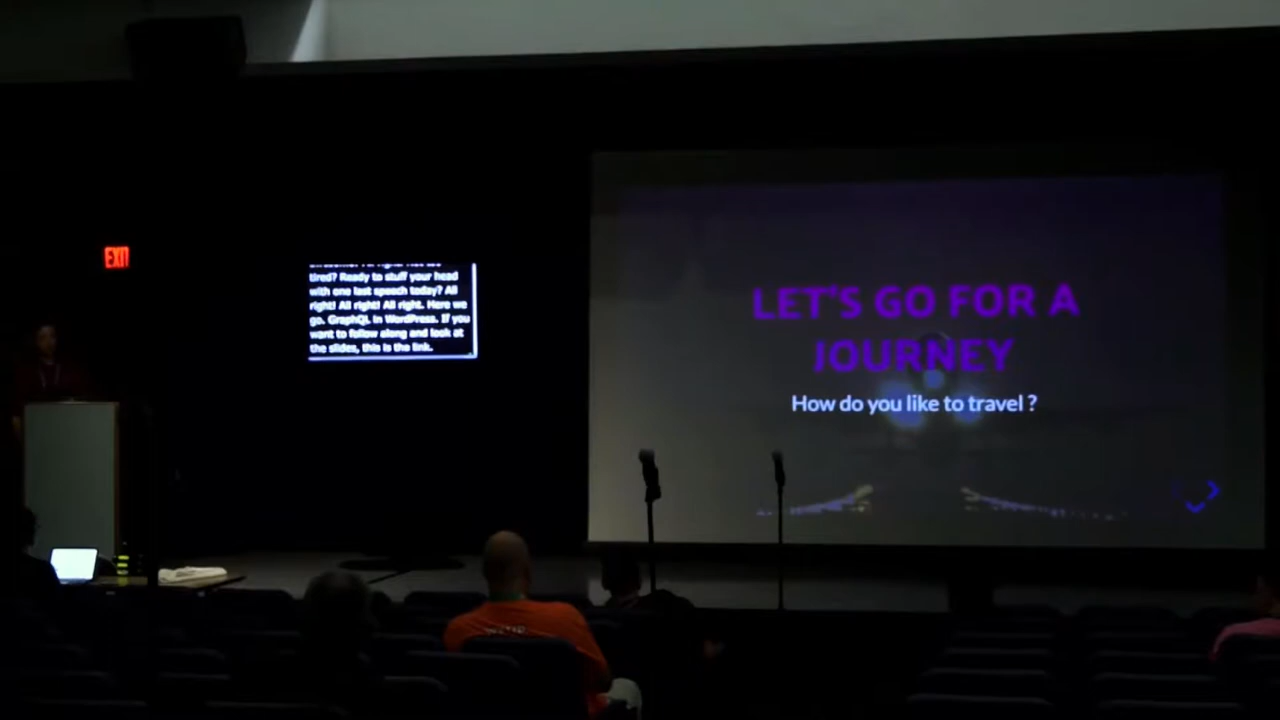 EXIT
tired? Ready to stuff your head
with one last speech today? All
right! All right! All right. Here we
go. GraphQL in WordPress. If you
want to follow along and look at
the slides, this is the link.
LET'S GO FOR A
JOURNEY
How do you like to travel ?